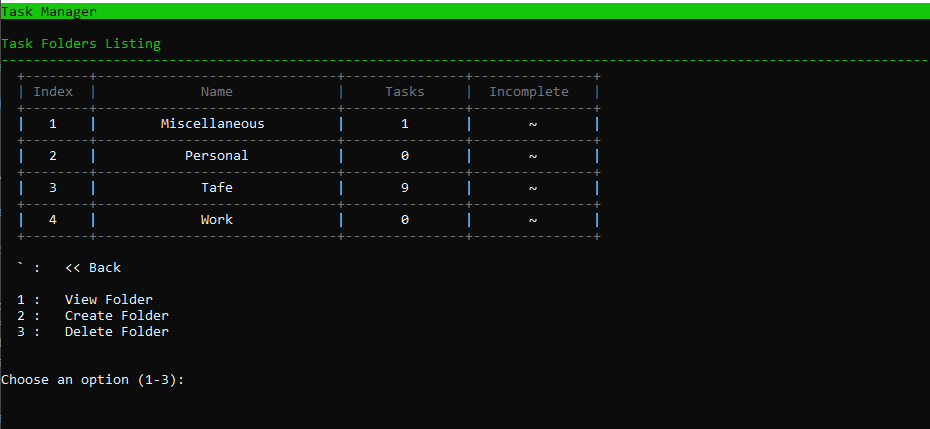 Task Manager
Task Folders Listing
--------------------------------------------------------------------------------------------------------------------
+--------+------------------------------+---------------+---------------+
| Index  |             Name             |     Tasks     |  Incomplete   |
+--------+------------------------------+---------------+---------------+
|   1    |        Miscellaneous         |       1       |       ~       |
+--------+------------------------------+---------------+---------------+
|   2    |           Personal           |       0       |       ~       |
+--------+------------------------------+---------------+---------------+
|   3    |             Tafe             |       9       |       ~       |
+--------+------------------------------+---------------+---------------+
|   4    |             Work             |       0       |       ~       |
+--------+------------------------------+---------------+---------------+
` :   << Back
1 :   View Folder
2 :   Create Folder
3 :   Delete Folder
Choose an option (1-3):